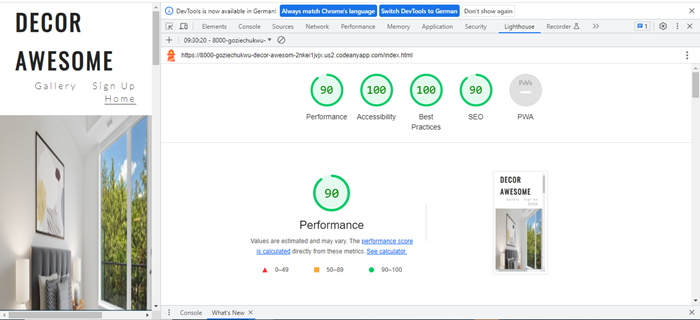 DECOR
AWESOME
Gallery Sign Up
Home
DevTools is now available in German! Always match Chrome's language Switch DevTools to German Don't show again
Elements Console Sources Network Performance Memory Application Security Lighthouse Recorder 1
09:30:20 - 8000-goziechukwu-
https://8000-goziechukwu-decor-awesom-2nkei1jvjx.us2.codeanyapp.com/index.html
90 100 100 90 PWA
Performance Accessibility Best Practices SEO PWA
90
Performance
Values are estimated and may vary. The performance score
is calculated directly from these metrics. See calculator.
0–49 50–89 90–100
DECOR
AWESOME
Gallery Sign Up
Home
Console What's New